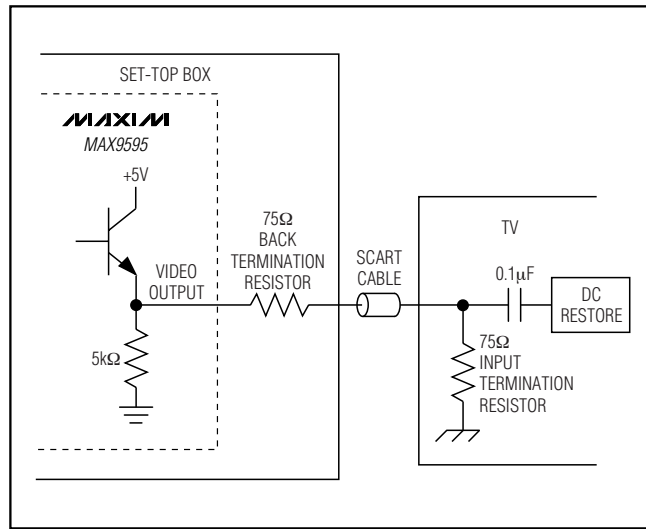 SET-TOP BOX
MAXIM
MAX9595
+5V
VIDEO
OUTPUT
5kΩ
75Ω
BACK
TERMINATION
RESISTOR
SCART
CABLE
TV
0.1μF
DC
RESTORE
75Ω
INPUT
TERMINATION
RESISTOR